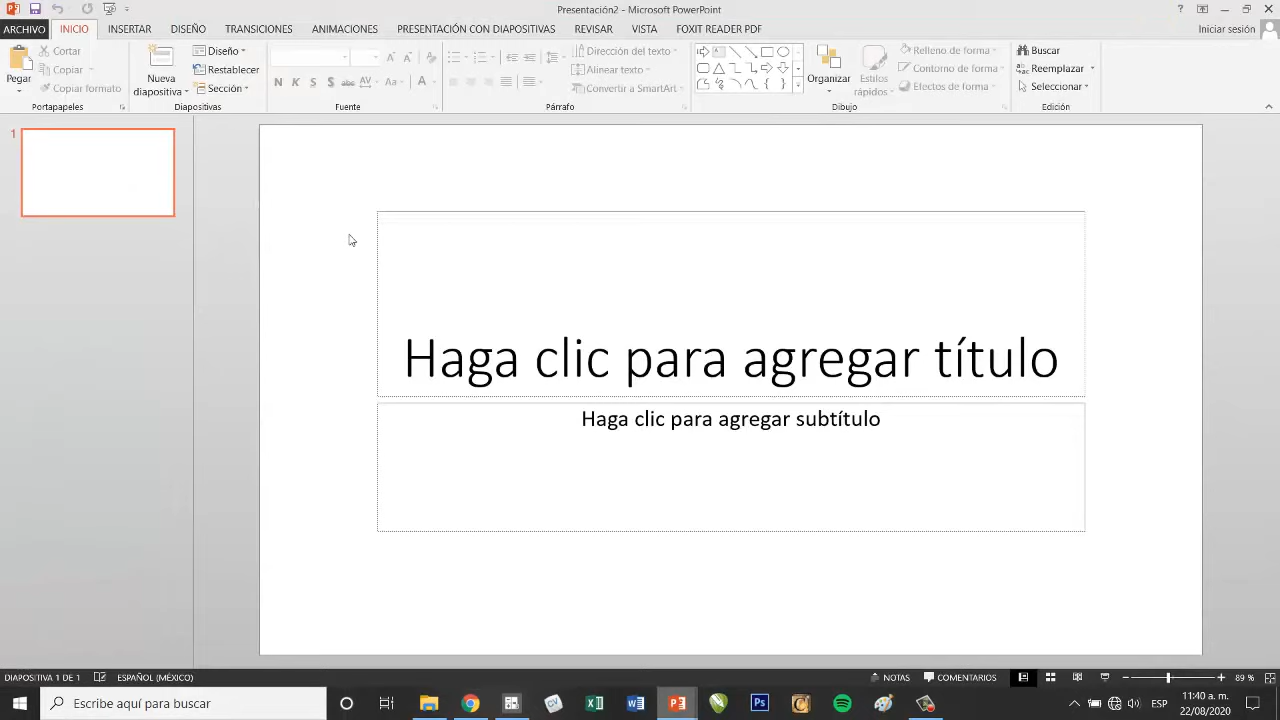 Presentación2 - Microsoft PowerPoint
?
ARCHIVO INICIO INSERTAR DISEÑO TRANSICIONES ANIMACIONES PRESENTACIÓN CON DIAPOSITIVAS REVISAR VISTA FOXIT READER PDF Iniciar sesión
Pegar
Cortar
Copiar
Copiar formato
Portapapeles
Nueva
diapositiva
Diseño
Restablecer
Sección
Diapositivas
N K S S abc AV Aa A
Fuente
Dirección del texto
Alinear texto
Convertir a SmartArt
Párrafo
Organizar
Estilos
rápidos
Relleno de forma
Contorno de forma
Efectos de forma
Dibujo
Buscar
Reemplazar
Seleccionar
Edición
1
Haga clic para agregar título
Haga clic para agregar subtítulo
DIAPOSITIVA 1 DE 1 ESPAÑOL (MÉXICO) NOTAS COMENTARIOS 89 %
Escribe aquí para buscar
ESP
11:40 a. m.
22/08/2020